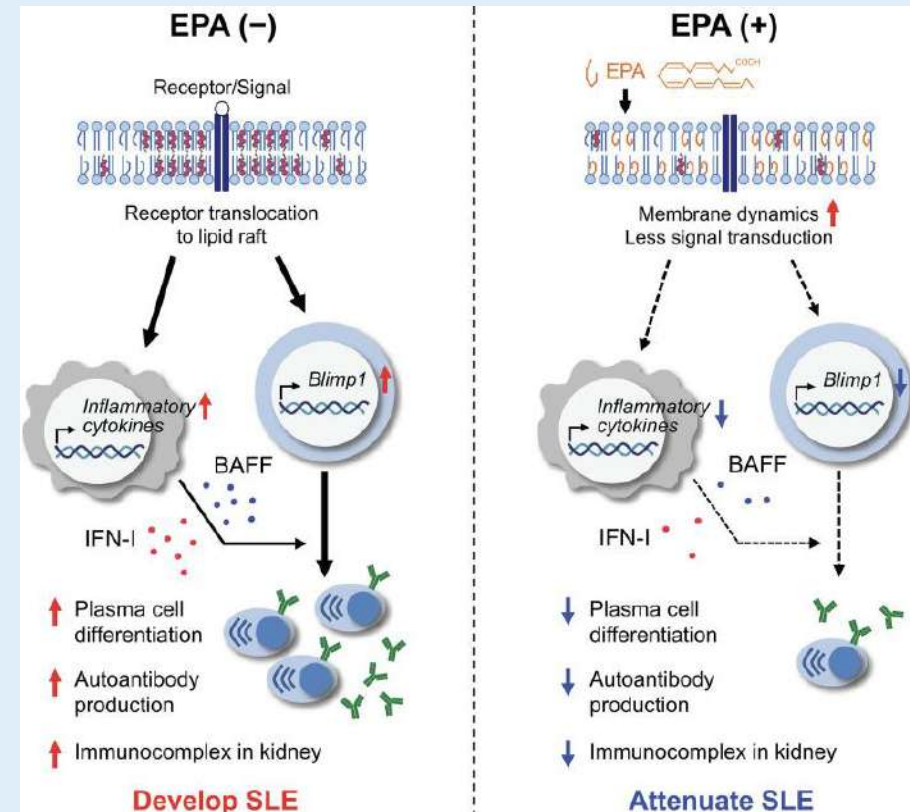 EPA (−)
Receptor/Signal
Receptor translocation
to lipid raft
Inflammatory
cytokines
Blimp1
BAFF
IFN-I
Plasma cell
differentiation
Autoantibody
production
Immunocomplex in kidney
Develop SLE
EPA (+)
EPA
COOH
Membrane dynamics
Less signal transduction
Inflammatory
cytokines
Blimp1
BAFF
IFN-I
Plasma cell
differentiation
Autoantibody
production
Immunocomplex in kidney
Attenuate SLE